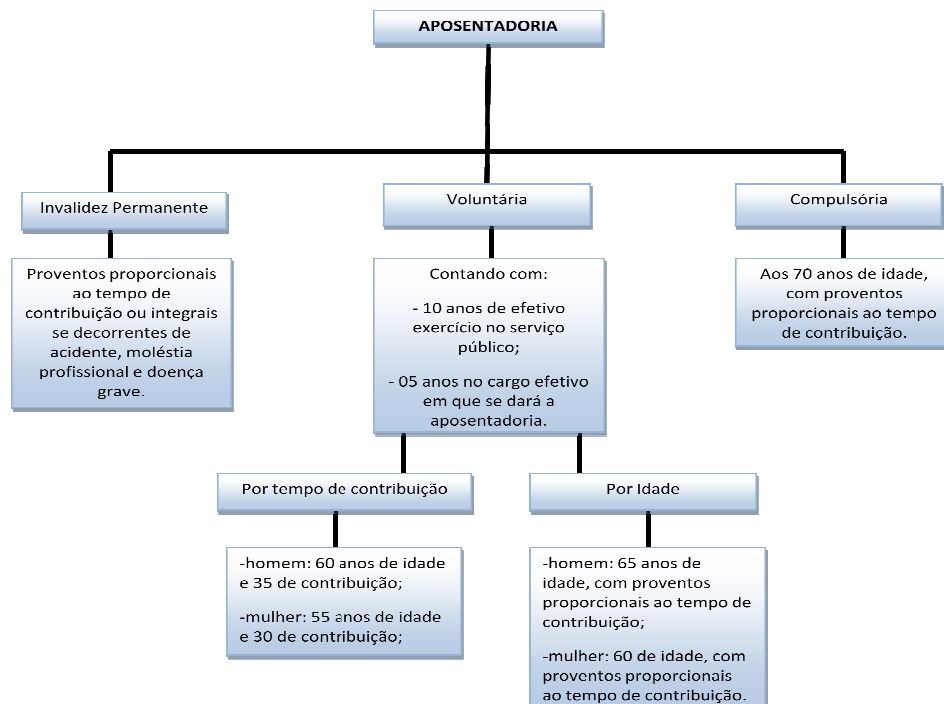 APOSENTADORIA
Invalidez Permanente
Proventos proporcionais
ao tempo de
contribuição ou integrais
se decorrentes de
acidente, moléstia
profissional e doença
grave.
Voluntária
Contando com:
- 10 anos de efetivo
exercício no serviço
público;
- 05 anos no cargo efetivo
em que se dará a
aposentadoria.
Compulsória
Aos 70 anos de idade,
com proventos
proporcionais ao tempo
de contribuição.
Por tempo de contribuição
-homem: 60 anos de idade
e 35 de contribuição;
-mulher: 55 anos de idade
e 30 de contribuição;
Por Idade
-homem: 65 anos de
idade, com proventos
proporcionais ao tempo de
contribuição;
-mulher: 60 de idade, com
proventos proporcionais
ao tempo de contribuição.